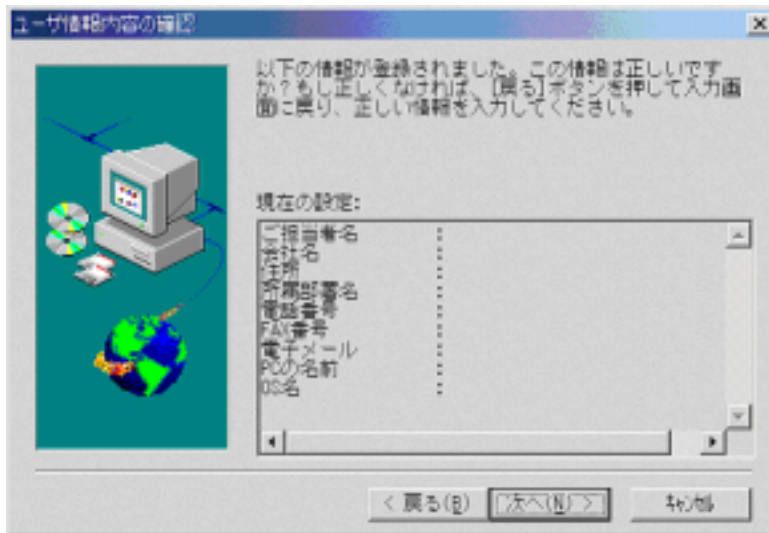 ユーザ情報内容の確認
以下の情報が登録されました。この情報は正しいです
か？もし正しくなければ、[戻る]ボタンを押して入力画
面に戻り、正しい情報を入力してください。
現在の設定:
ご担当者名 :
会社名 :
住所 :
所属部署名 :
電話番号 :
FAX番号 :
電子メール :
PCの名前 :
OS名 :
< 戻る(B)
次へ(N) >
キャンセル